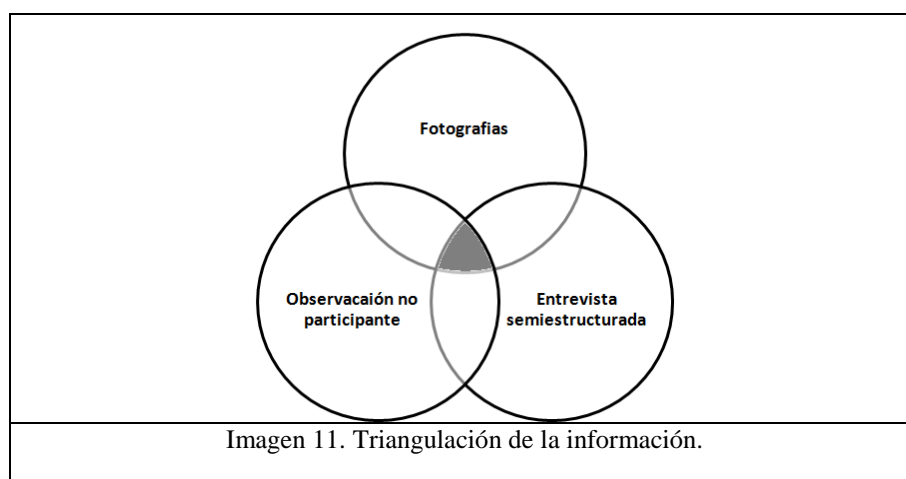 Fotografias
Observacaión no
participante
Entrevista
semiestructurada
Imagen 11. Triangulación de la información.